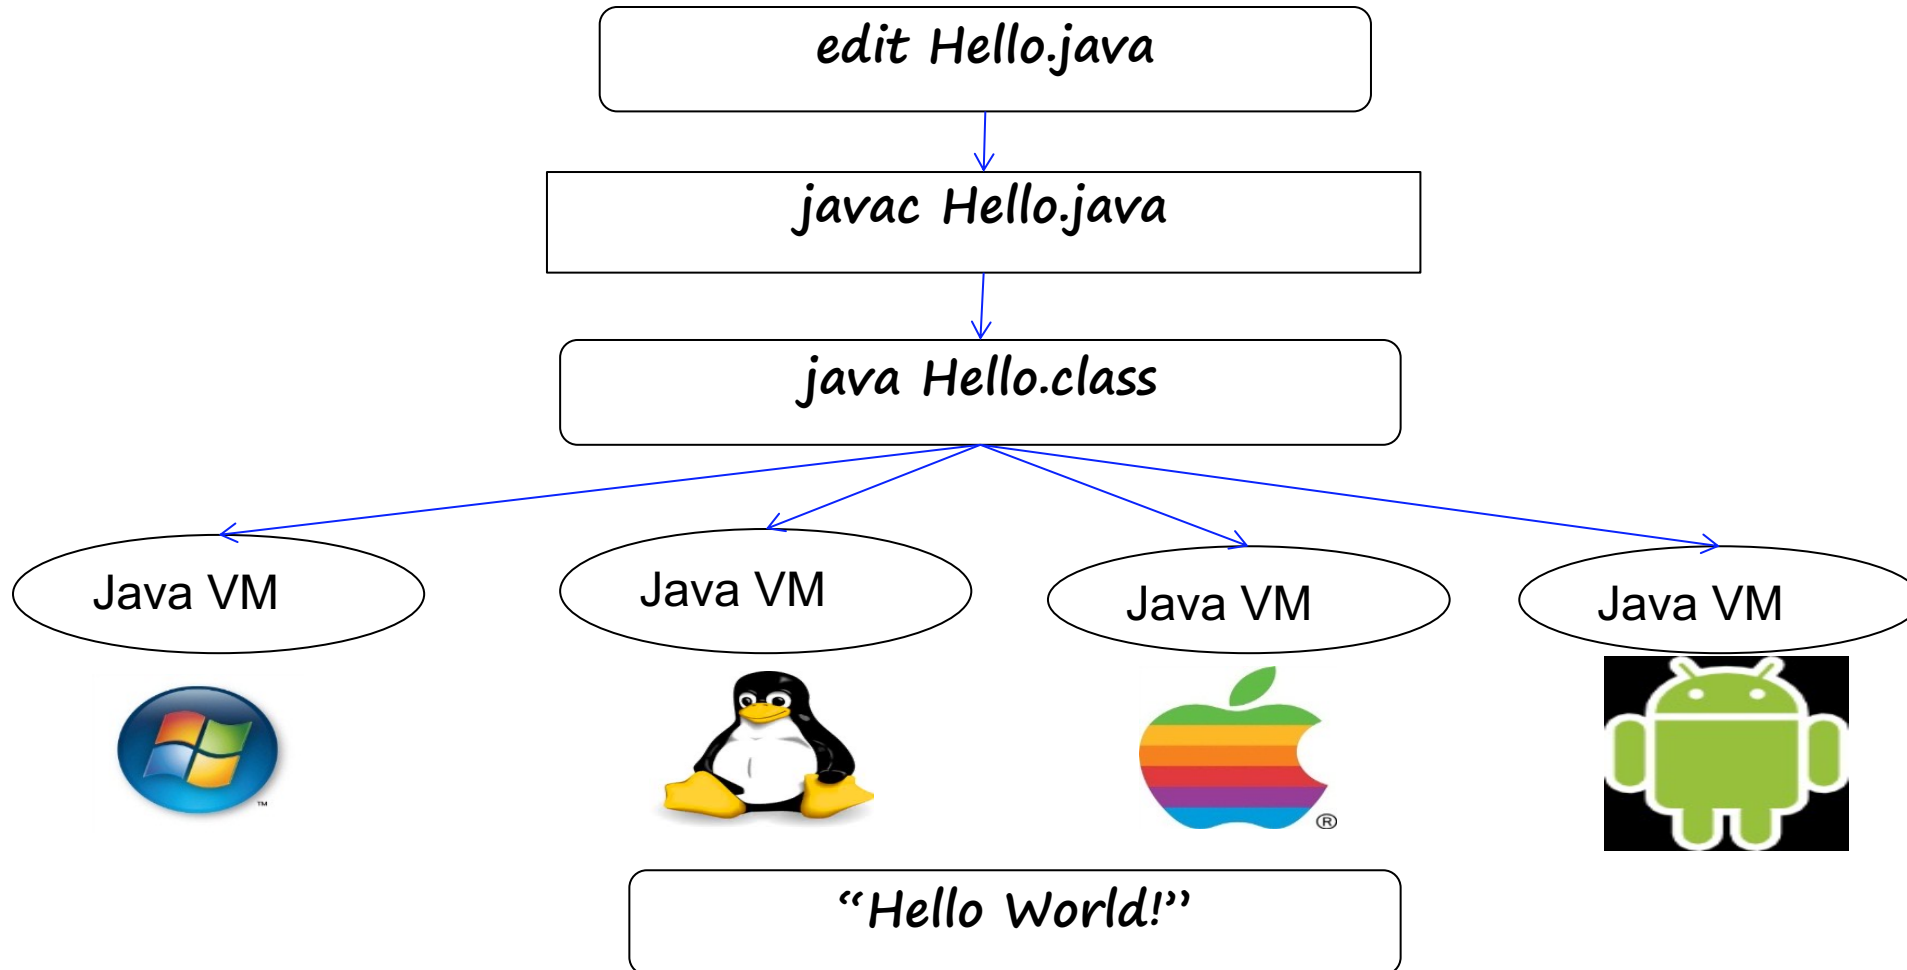 edit Hello.java
javac Hello.java
java Hello.class
Java VM
Java VM
Java VM
Java VM
™
®
“Hello World!”